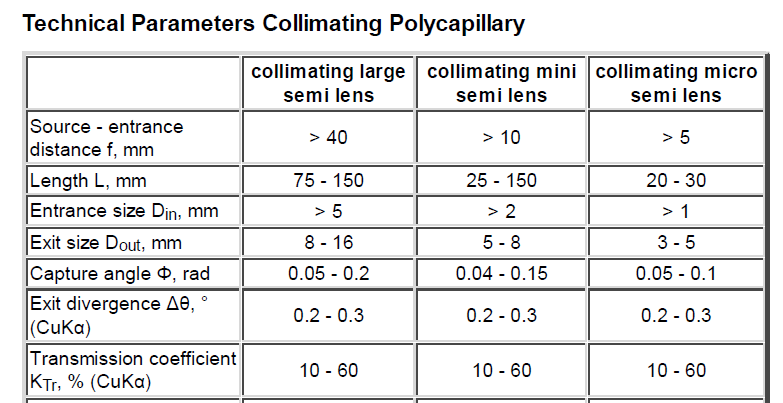 Technical Parameters Collimating Polycapillary
collimating large semi lens collimating mini semi lens collimating micro semi lens
Source - entrance distance f, mm > 40 > 10 > 5
Length L, mm 75 - 150 25 - 150 20 - 30
Entrance size Din, mm > 5 > 2 > 1
Exit size Dout, mm 8 - 16 5 - 8 3 - 5
Capture angle Φ, rad 0.05 - 0.2 0.04 - 0.15 0.05 - 0.1
Exit divergence Δθ, ° (CuKα) 0.2 - 0.3 0.2 - 0.3 0.2 - 0.3
Transmission coefficient KTr, % (CuKα) 10 - 60 10 - 60 10 - 60